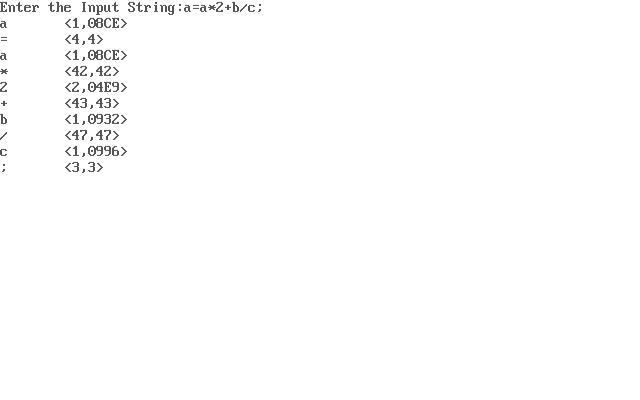 Enter the Input String:a=a*2+b/c;
a <1,08CE>
= <4,4>
a <1,08CE>
* <42,42>
2 <2,04E9>
+ <43,43>
b <1,0932>
/ <47,47>
c <1,0996>
; <3,3>